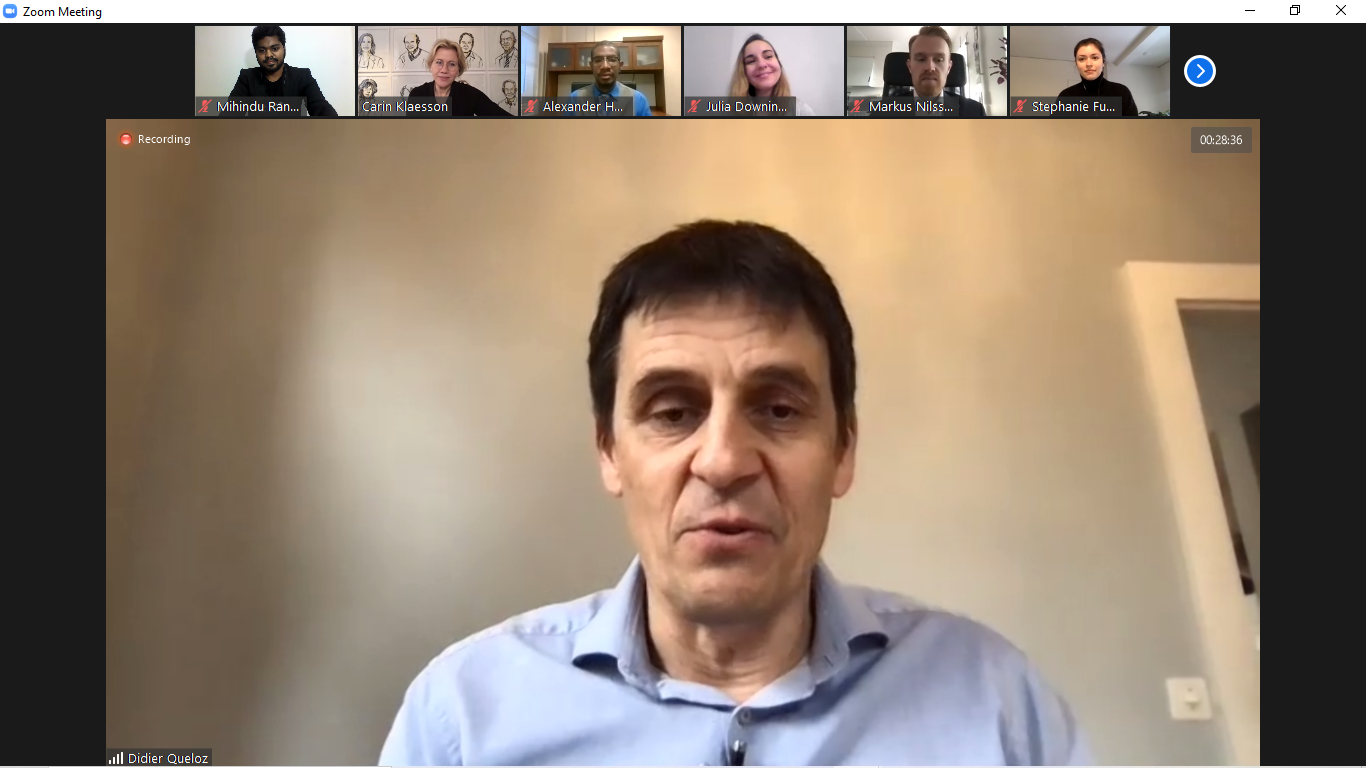 Zoom Meeting
Mihindu Ran...
Carin Klaesson
Alexander H...
Julia Downin...
Markus Nilss...
Stephanie Fu...
Recording
00:28:36
Didier Queloz